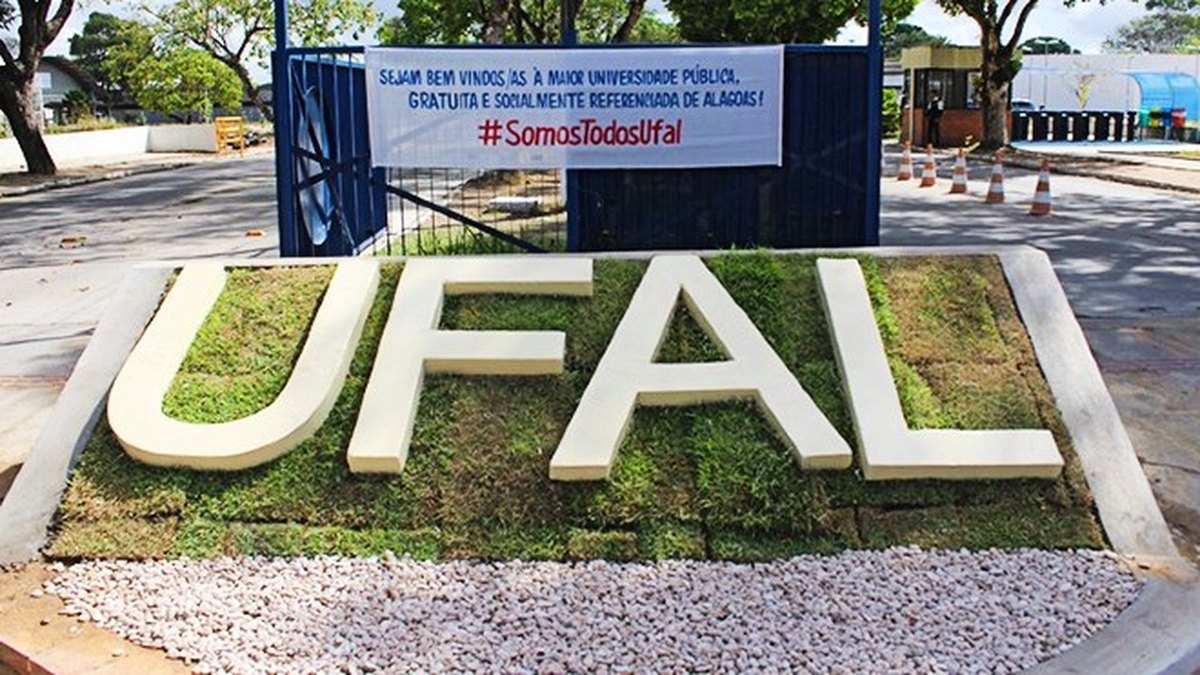 SEJAM BEM VINDOS/AS À MAIOR UNIVERSIDADE PÚBLICA,
GRATUITA E SOCIALMENTE REFERENCIADA DE ALAGOAS!
#SomosTodosUfal
UFAL